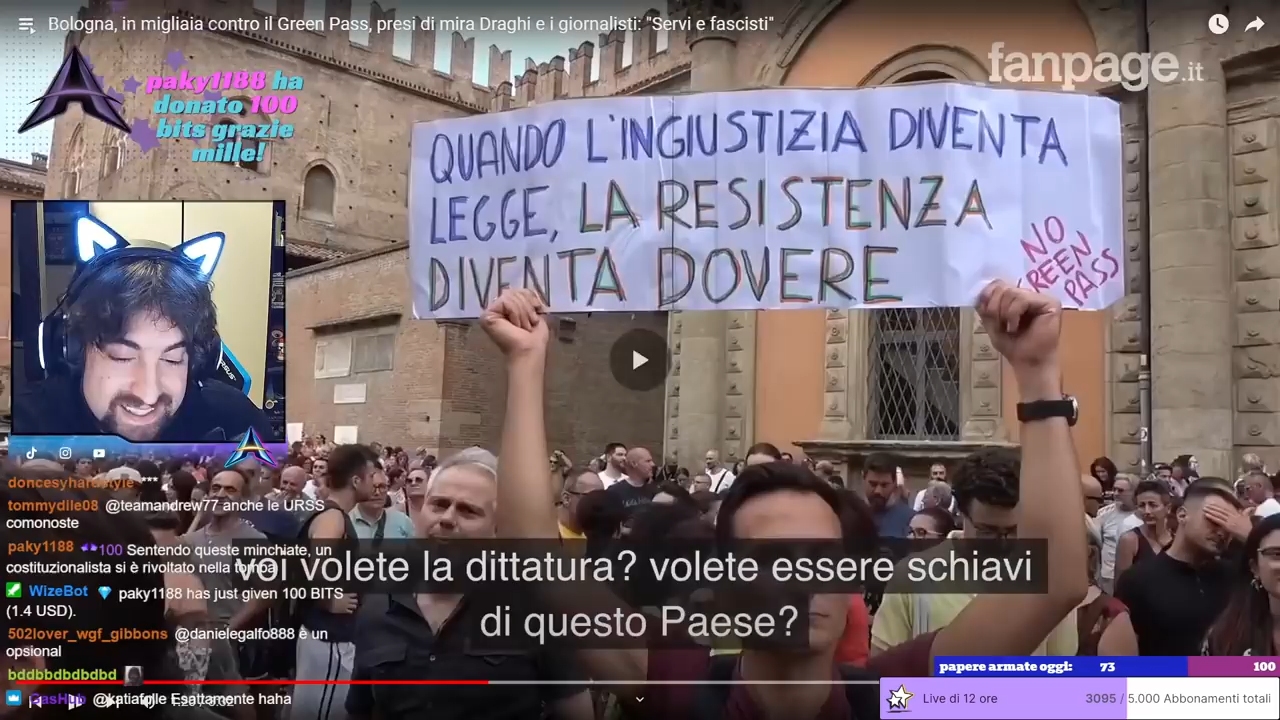 Bologna, in migliaia contro il Green Pass, presi di mira Draghi e i giornalisti: "Servi e fascisti"
fanpage.it
paky1188 ha
donato 100
bits grazie
mille!
QUANDO L'INGIUSTIZIA DIVENTA
LEGGE, LA RESISTENZA
DIVENTA DOVERE
NO
GREEN
PASS
doncesyhardstyle ***
tommydile08 @teamandrew77 anche le URSS
comonoste
paky1188 100 Sentendo queste minchiate, un
costituzionalista si è rivoltato nella tomba
WizeBot paky1188 has just given 100 BITS
(1.4 USD).
502lover_wgf_gibbons @danielegalfo888 è un
opsional
bddbbdbdbdbd
GasHub @katiafolle Esattamente haha
voi volete la dittatura? volete essere schiavi
di questo Paese?
papere armate oggi: 73 100
Live di 12 ore 3095 / 5.000 Abbonamenti totali